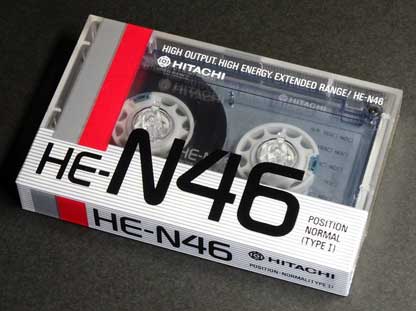 HIGH OUTPUT. HIGH ENERGY. EXTENDED RANGE/ HE-N46
HITACHI
HITACHI
HE-N
HE-N46
POSITION
NORMAL
(TYPE I)
HE-N46
HITACHI
POSITION-NORMAL(TYPE I)